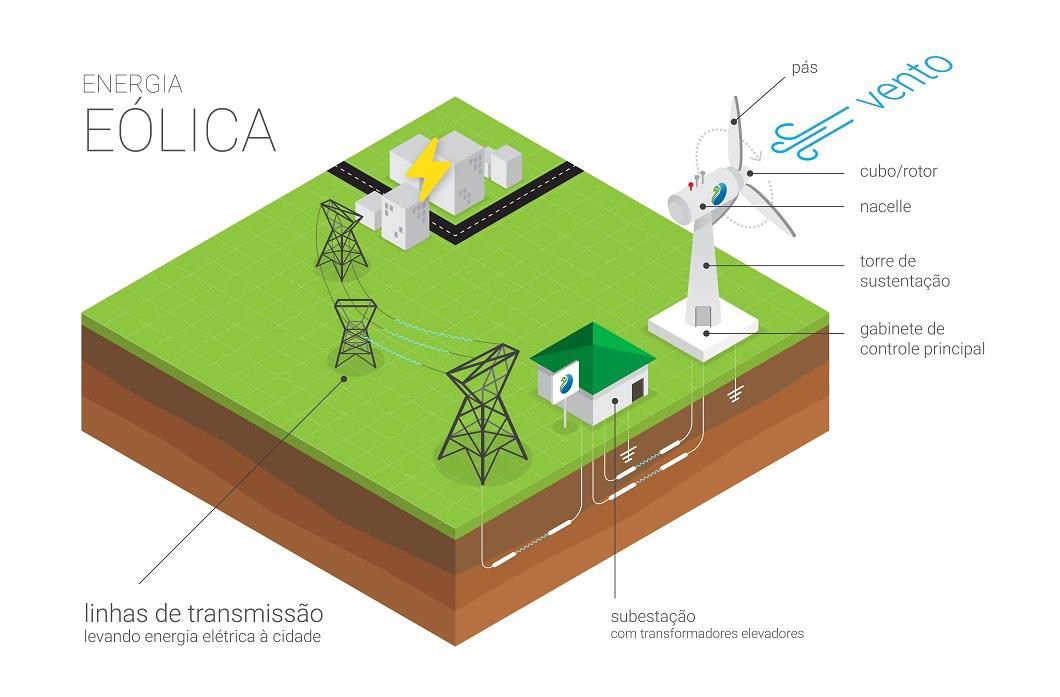 ENERGIA
EÓLICA
pás
vento
cubo/rotor
nacelle
torre de
sustentação
gabinete de
controle principal
linhas de transmissão
levando energia elétrica à cidade
subestação
com transformadores elevadores